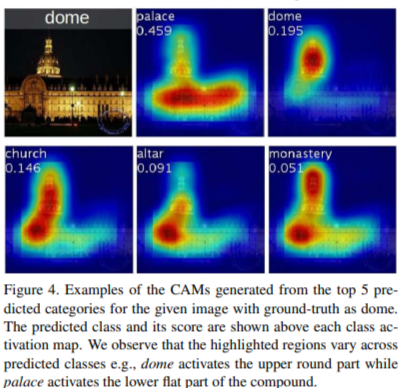 dome
palace
0.459
dome
0.195
church
0.146
altar
0.091
monastery
0.051
Figure 4. Examples of the CAMs generated from the top 5 pre-
dicted categories for the given image with ground-truth as dome.
The predicted class and its score are shown above each class ac-
tivation map. We observe that the highlighted regions vary across
predicted classes e.g., dome activates the upper round part while
palace activates the lower flat part of the compound.